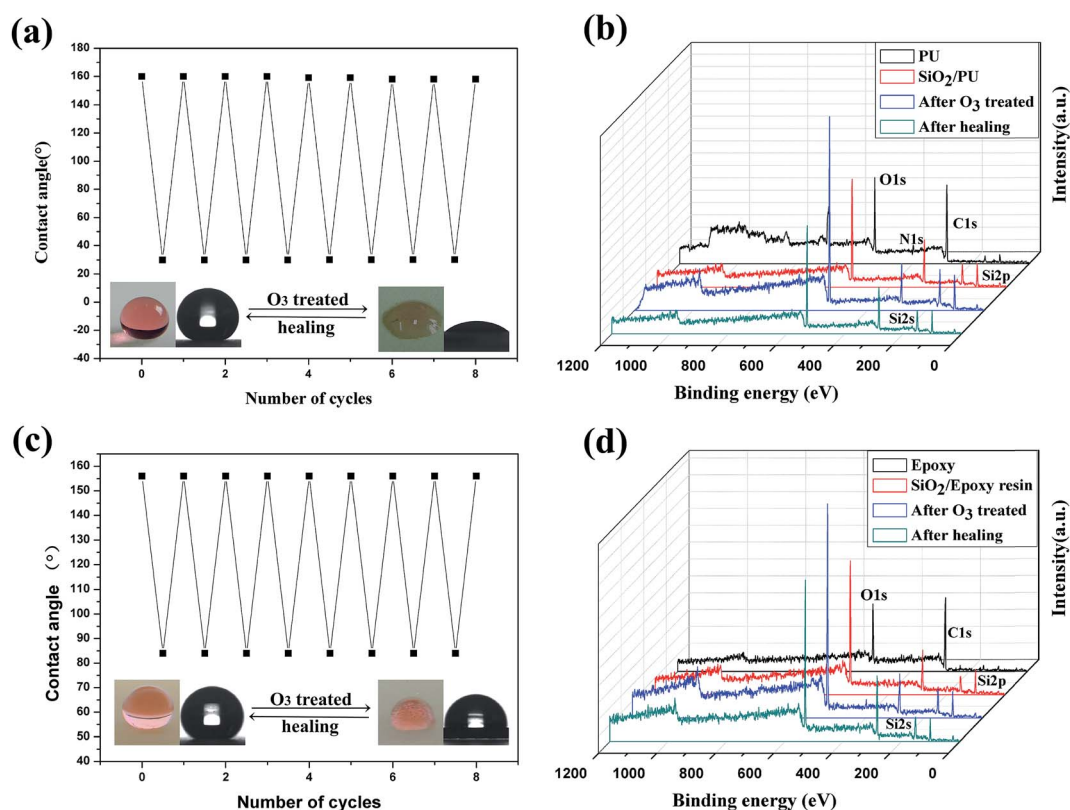 (a)
160
180
160
140
120
100
80
60
40
20
0
-20
-40
Contact angle(°)
O3 treated
healing
0 2 4 6 8
Number of cycles
(b)
PU
SiO2/PU
After O3 treated
After healing
O1s
N1s
C1s
Si2p
Si2s
Intensity(a.u.)
1200 1000 800 600 400 200 0
Binding energy (eV)
(c)
160
150
140
130
120
110
100
90
80
70
60
50
40
Contact angle (°)
O3 treated
healing
0 2 4 6 8
Number of cycles
(d)
Epoxy
SiO2/Epoxy resin
After O3 treated
After healing
O1s
C1s
Si2p
Si2s
Intensity(a.u.)
1200 1000 800 600 400 200 0
Binding energy (eV)